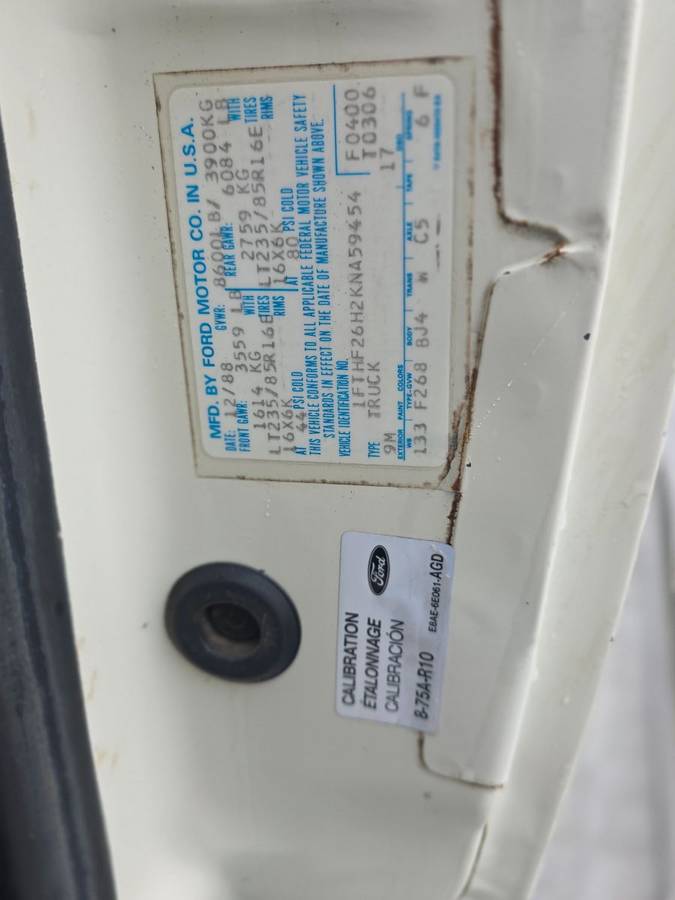 MFD. BY FORD MOTOR CO. IN U.S.A.
DATE: 12/88 GVWR: 8600LB/ 3900KG
FRONT GAWR: 3559 LB REAR GAWR: 6084 LB
1614 KG WITH 2759 KG WITH
LT235/85R16E TIRES LT235/85R16E TIRES
16X6K RIMS 16X6K RIMS
AT 44 PSI COLD AT 80 PSI COLD
THIS VEHICLE CONFORMS TO ALL APPLICABLE FEDERAL MOTOR VEHICLE SAFETY
STANDARDS IN EFFECT ON THE DATE OF MANUFACTURE SHOWN ABOVE.
VEHICLE IDENTIFICATION NO.
1FTHF26H2KNA59454 F0400
TYPE TRUCK T0306
9M 17
EXTERIOR PAINT COLORS DSO
WB TYPE-GVW BODY TRANS AXLE TAPE SPRING
133 F268 BJ4 W C5 6 F
CALIBRATION
ÉTALONNAGE
CALIBRACIÓN
Ford
8-75A-R10 E8AE-6E061-AGD